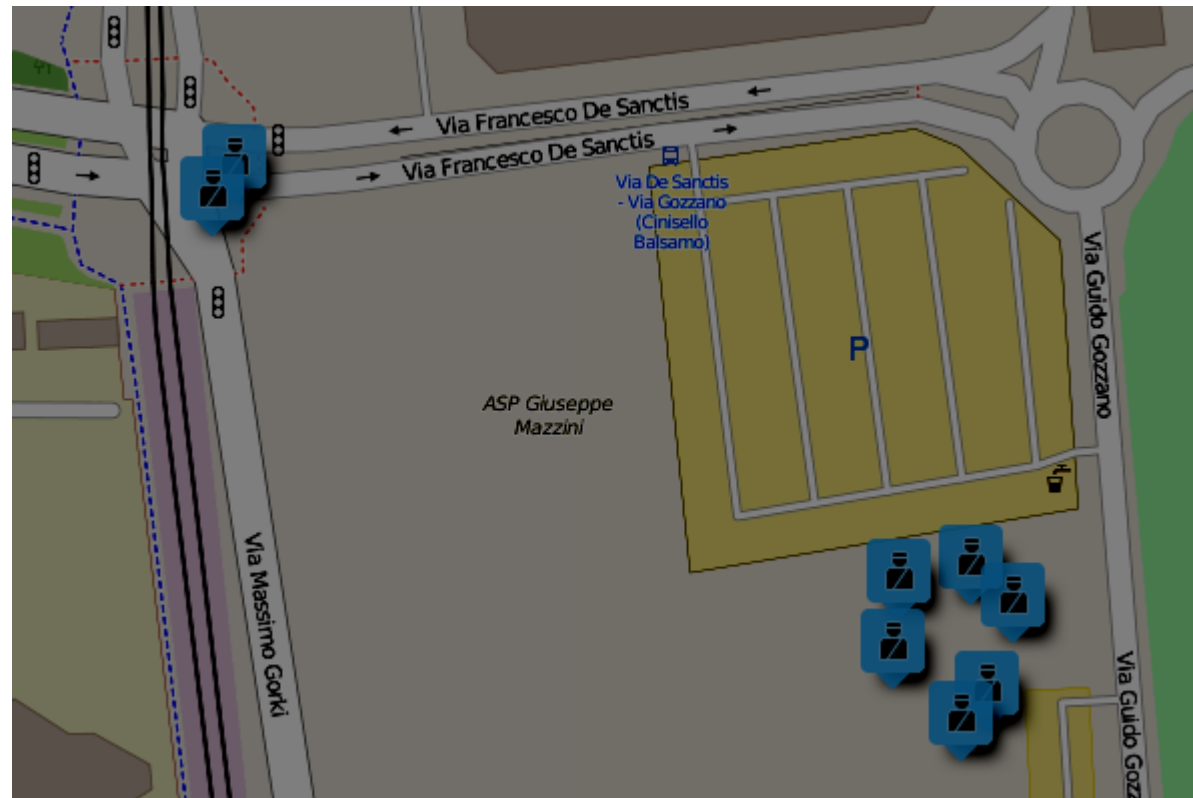 Via Francesco De Sanctis
Via Francesco De Sanctis
Via De Sanctis
- Via Gozzano
(Cinisello
Balsamo)
Via Guido Gozzano
P
ASP Giuseppe
Mazzini
Via Massimo Gorki
Via Guido Gozz